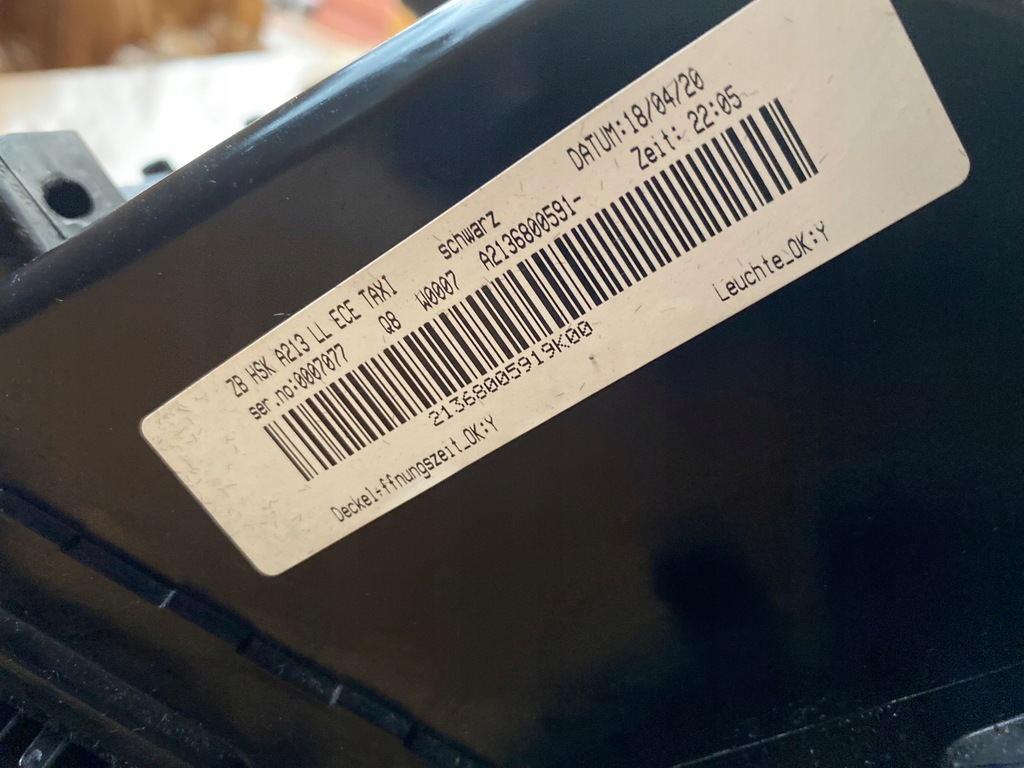 DATUM:18/04/20
Zeit: 22:05
ZB HSK A213 LL ECE TAXI schwarz
ser.no:0007077 Q8 W0007 A2136800591-
21368005919K00
Deckel÷ffnungszeit_OK:Y Leuchte_OK:Y